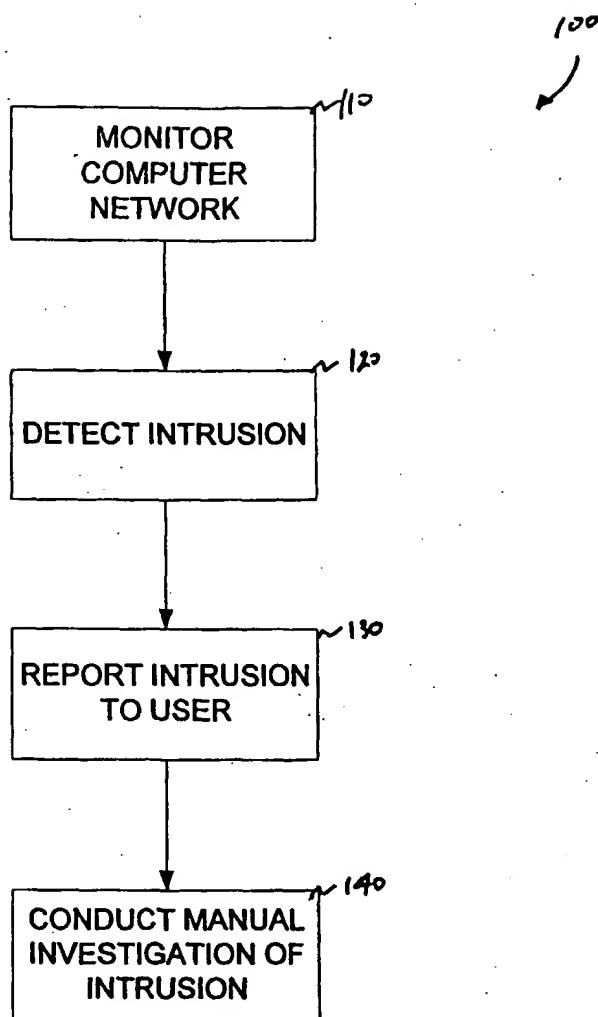 100
110
MONITOR
COMPUTER
NETWORK
120
DETECT INTRUSION
130
REPORT INTRUSION
TO USER
140
CONDUCT MANUAL
INVESTIGATION OF
INTRUSION